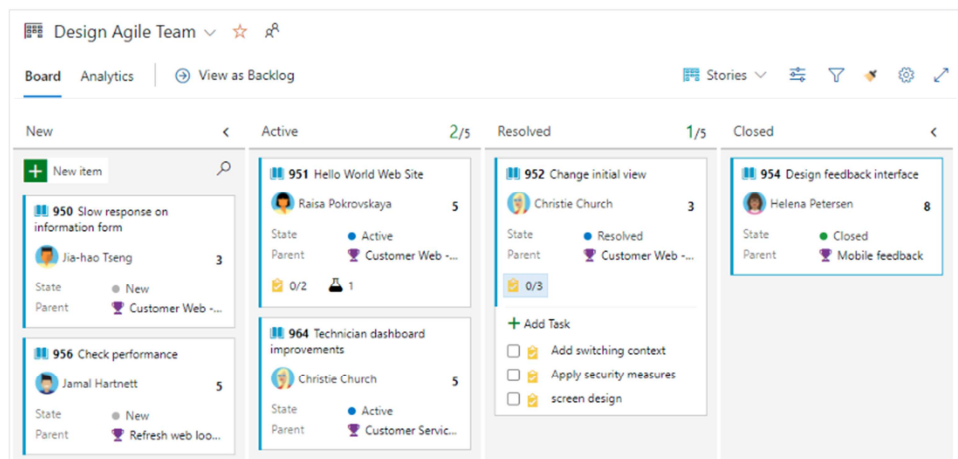 Design Agile Team
Board Analytics View as Backlog Stories
New
New item
950 Slow response on
information form
Jia-hao Tseng 3
State New
Parent Customer Web -...
956 Check performance
Jamal Hartnett 5
State New
Parent Refresh web loo...
Active 2/5
951 Hello World Web Site
Raisa Pokrovskaya 5
State Active
Parent Customer Web -...
0/2 1
964 Technician dashboard
improvements
Christie Church 5
State Active
Parent Customer Servic...
Resolved 1/5
952 Change initial view
Christie Church 3
State Resolved
Parent Customer Web -...
0/3
Add Task
Add switching context
Apply security measures
screen design
Closed
954 Design feedback interface
Helena Petersen 8
State Closed
Parent Mobile feedback